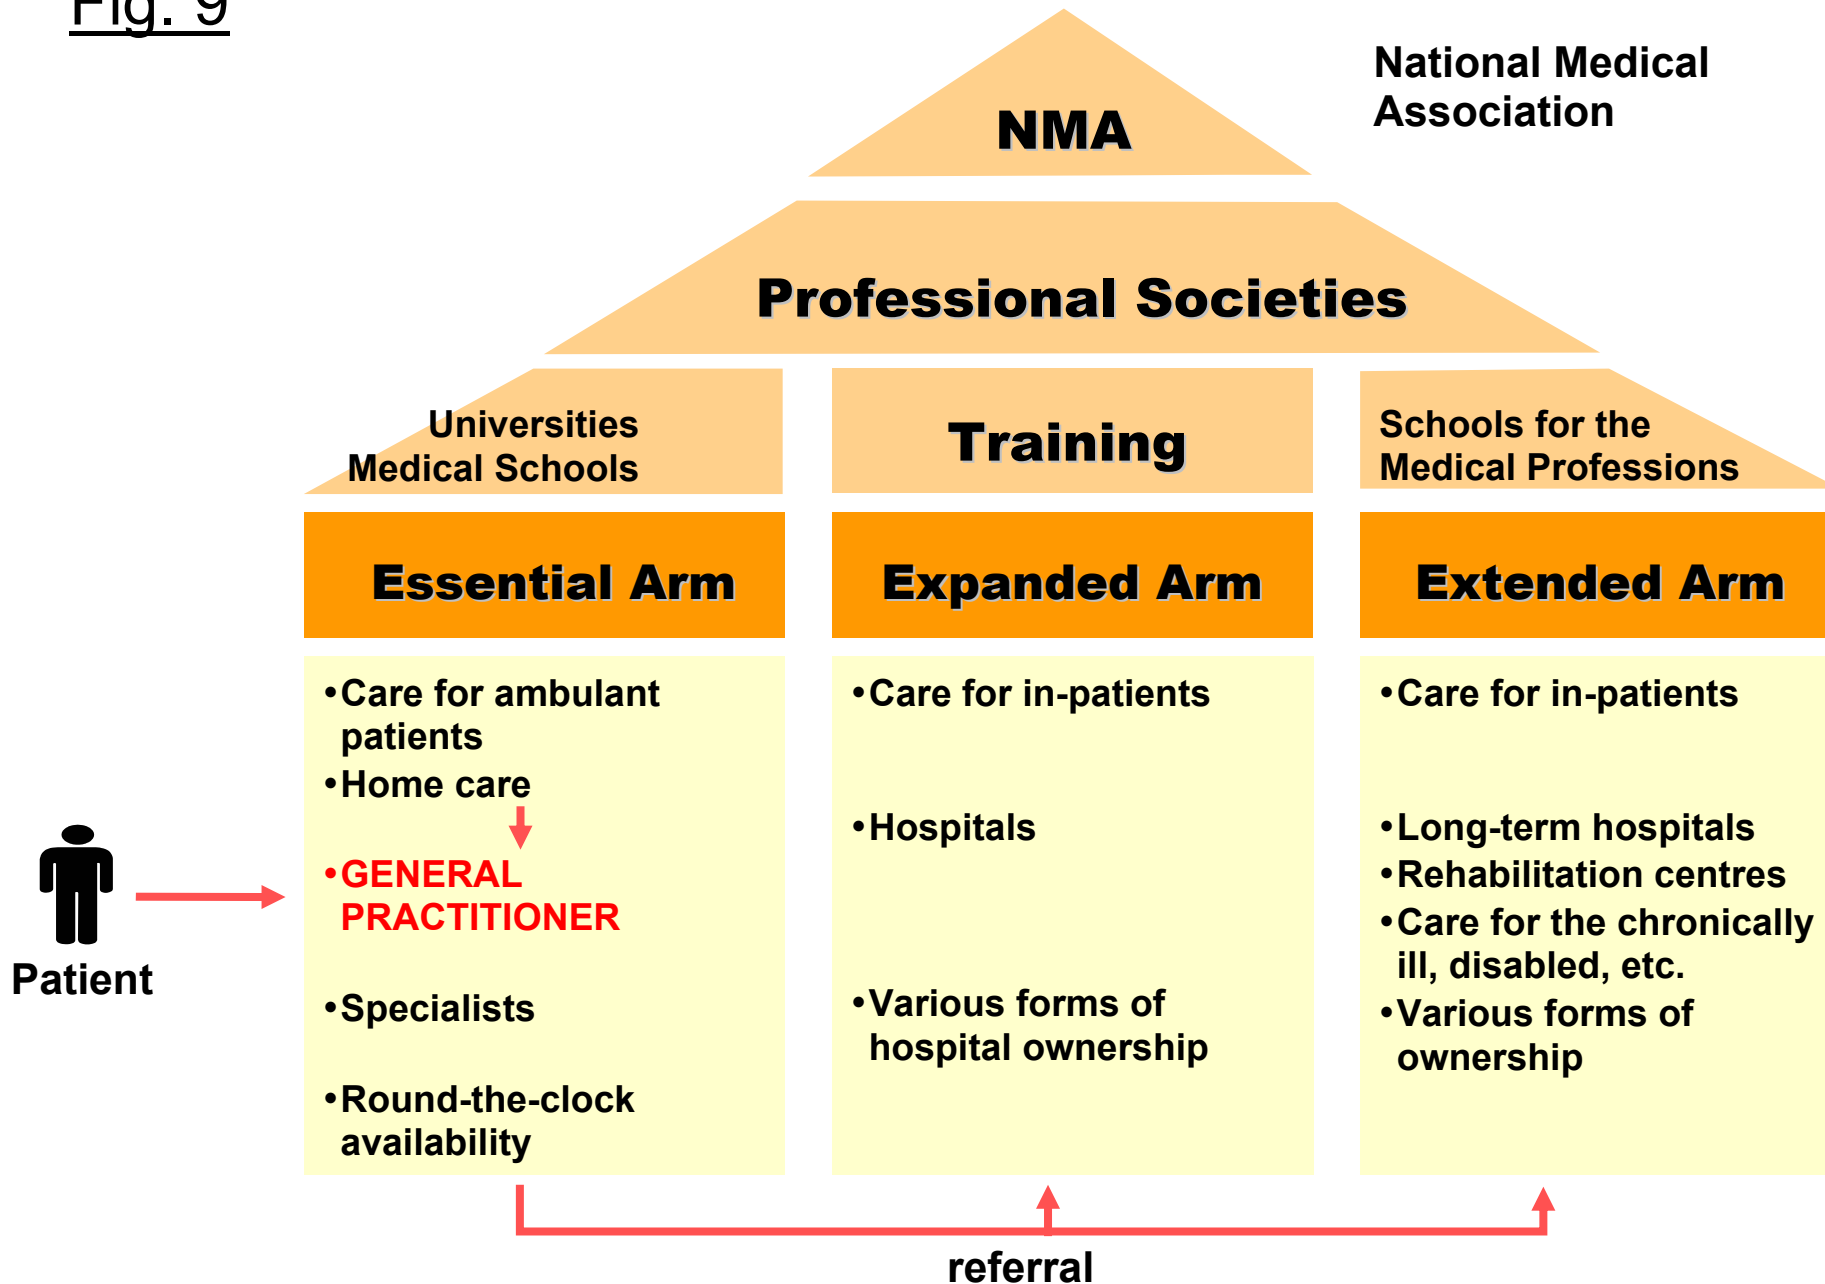 Fig. 9
National Medical
Association
NMA
Professional Societies
Universities
Medical Schools
Training
Schools for the
Medical Professions
Essential Arm
Expanded Arm
Extended Arm
•Care for ambulant
patients
•Home care
•GENERAL
PRACTITIONER
•Specialists
•Round-the-clock
availability
•Care for in-patients
•Hospitals
•Various forms of
hospital ownership
•Care for in-patients
•Long-term hospitals
•Rehabilitation centres
•Care for the chronically
ill, disabled, etc.
•Various forms of
ownership
Patient
referral